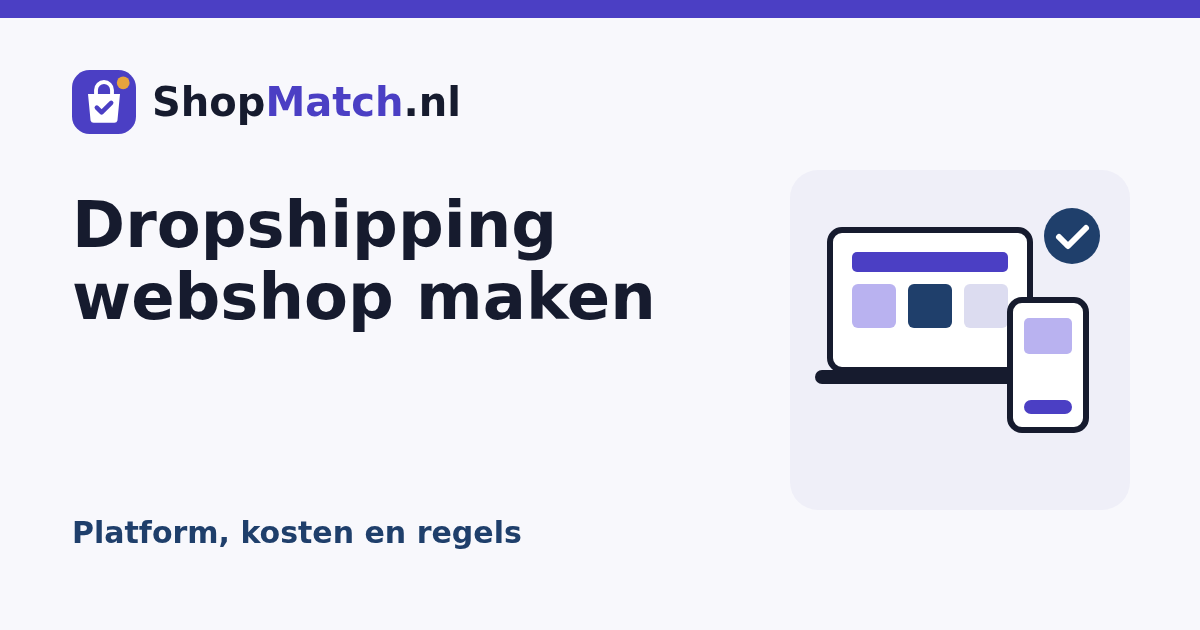 ShopMatch.nl
Dropshipping
webshop maken
Platform, kosten en regels